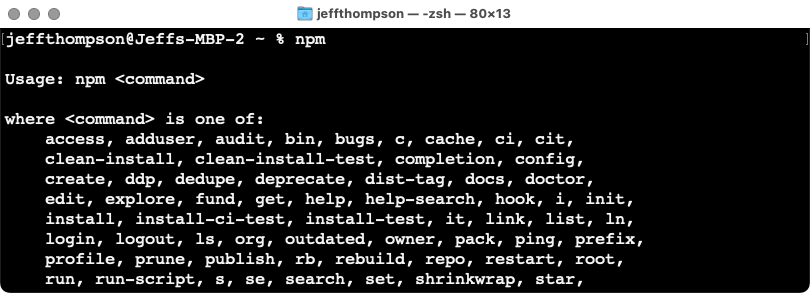 jeffthompson — -zsh — 80×13
[jeffthompson@Jeffs-MBP-2 ~ % npm ]

Usage: npm <command>

where <command> is one of:
    access, adduser, audit, bin, bugs, c, cache, ci, cit,
    clean-install, clean-install-test, completion, config,
    create, ddp, dedupe, deprecate, dist-tag, docs, doctor,
    edit, explore, fund, get, help, help-search, hook, i, init,
    install, install-ci-test, install-test, it, link, list, ln,
    login, logout, ls, org, outdated, owner, pack, ping, prefix,
    profile, prune, publish, rb, rebuild, repo, restart, root,
    run, run-script, s, se, search, set, shrinkwrap, star,